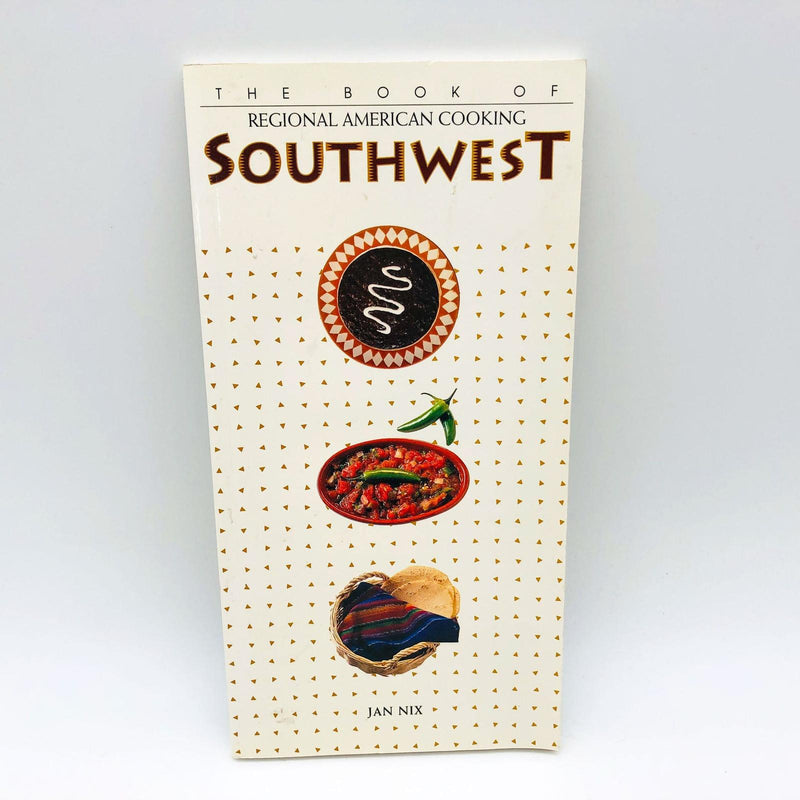 THE BOOK OF
REGIONAL AMERICAN COOKING
SOUTHWEST
JAN NIX